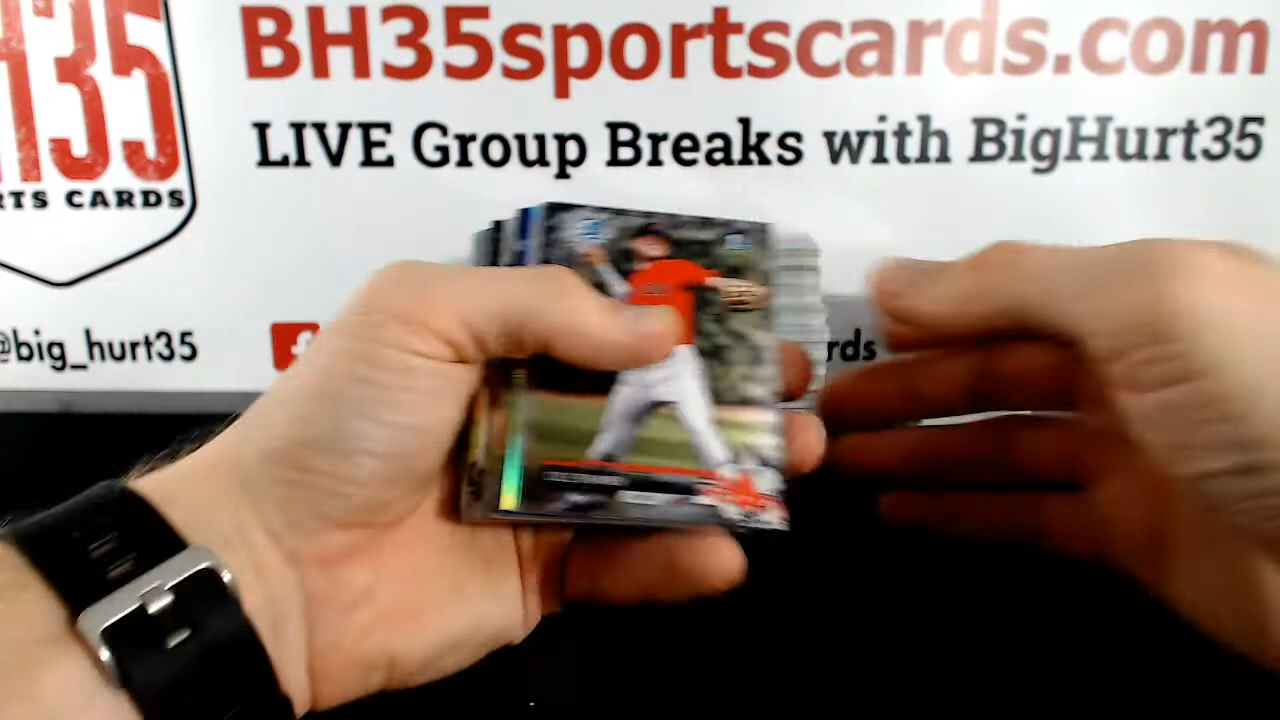 H35
RTS CARDS
BH35sportscards.com
LIVE Group Breaks with BigHurt35
@big_hurt35
rds